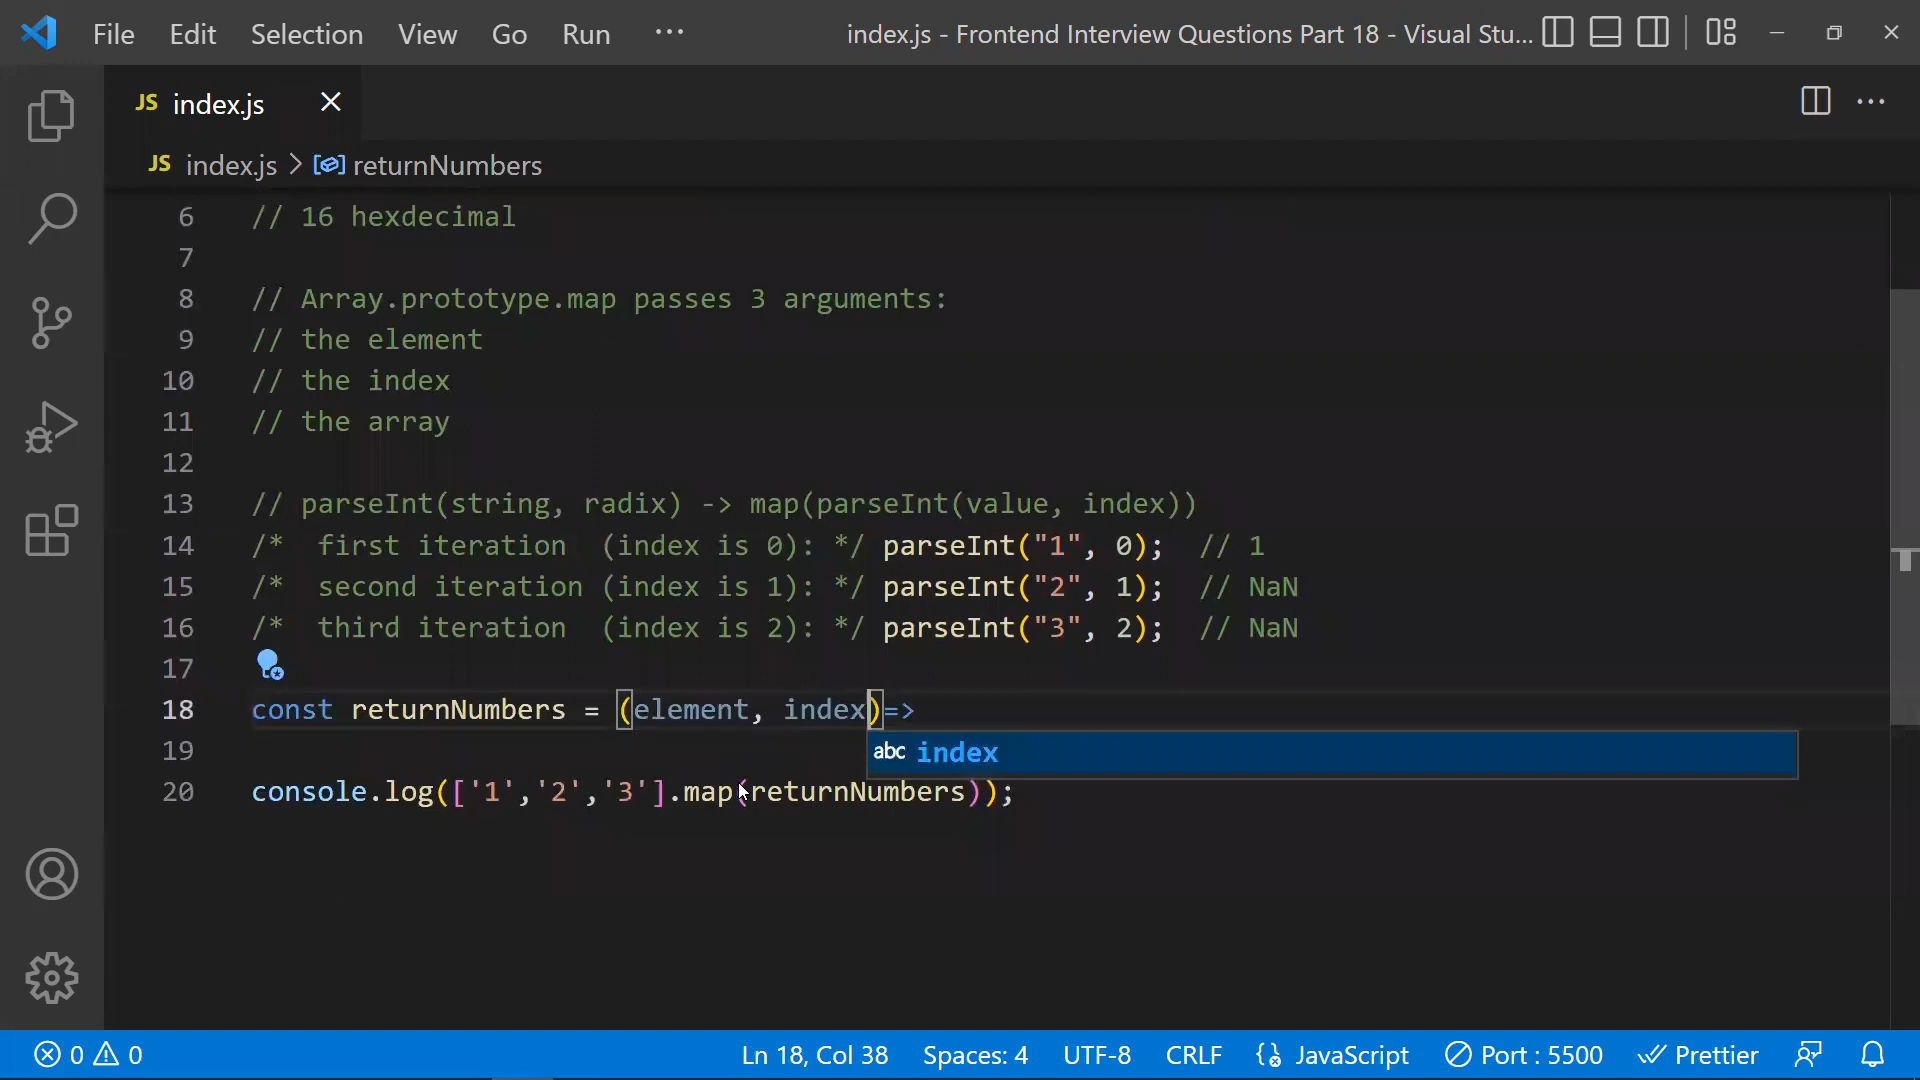 File Edit Selection View Go Run ··· index.js - Frontend Interview Questions Part 18 - Visual Stu...
JS index.js
JS index.js > returnNumbers
6 // 16 hexdecimal
7
8 // Array.prototype.map passes 3 arguments:
9 // the element
10 // the index
11 // the array
12
13 // parseInt(string, radix) -> map(parseInt(value, index))
14 /*  first iteration  (index is 0): */ parseInt("1", 0);  // 1
15 /*  second iteration (index is 1): */ parseInt("2", 1);  // NaN
16 /*  third iteration  (index is 2): */ parseInt("3", 2);  // NaN
17
18 const returnNumbers = (element, index)=>
19 abc index
20 console.log(['1','2','3'].map(returnNumbers));
0 0 Ln 18, Col 38 Spaces: 4 UTF-8 CRLF JavaScript Port : 5500 Prettier